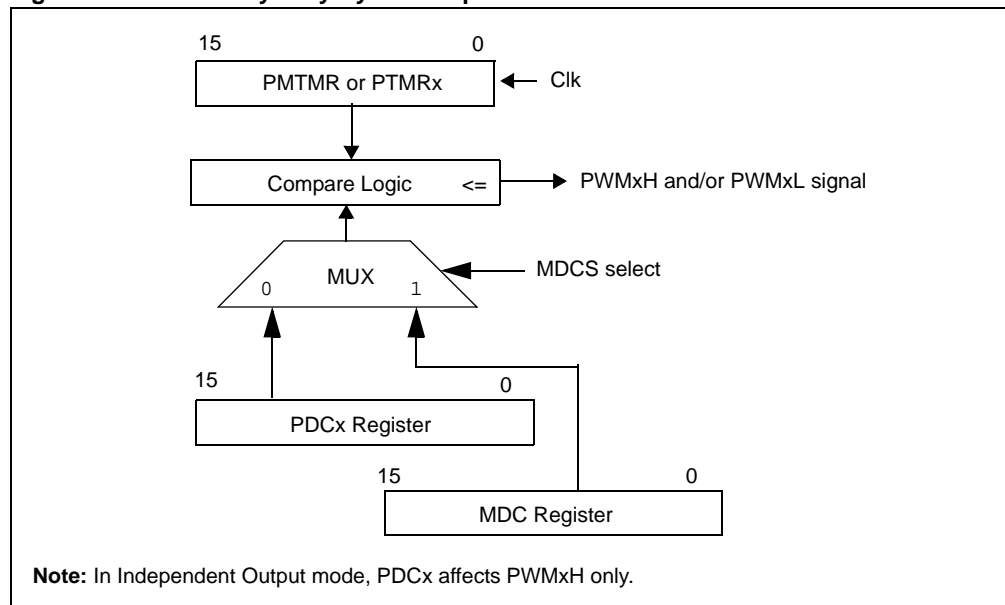 15 0
PMTMR or PTMRx
Clk
Compare Logic <=
PWMxH and/or PWMxL signal
MUX
0 1
MDCS select
15 0
PDCx Register
15 0
MDC Register
Note: In Independent Output mode, PDCx affects PWMxH only.